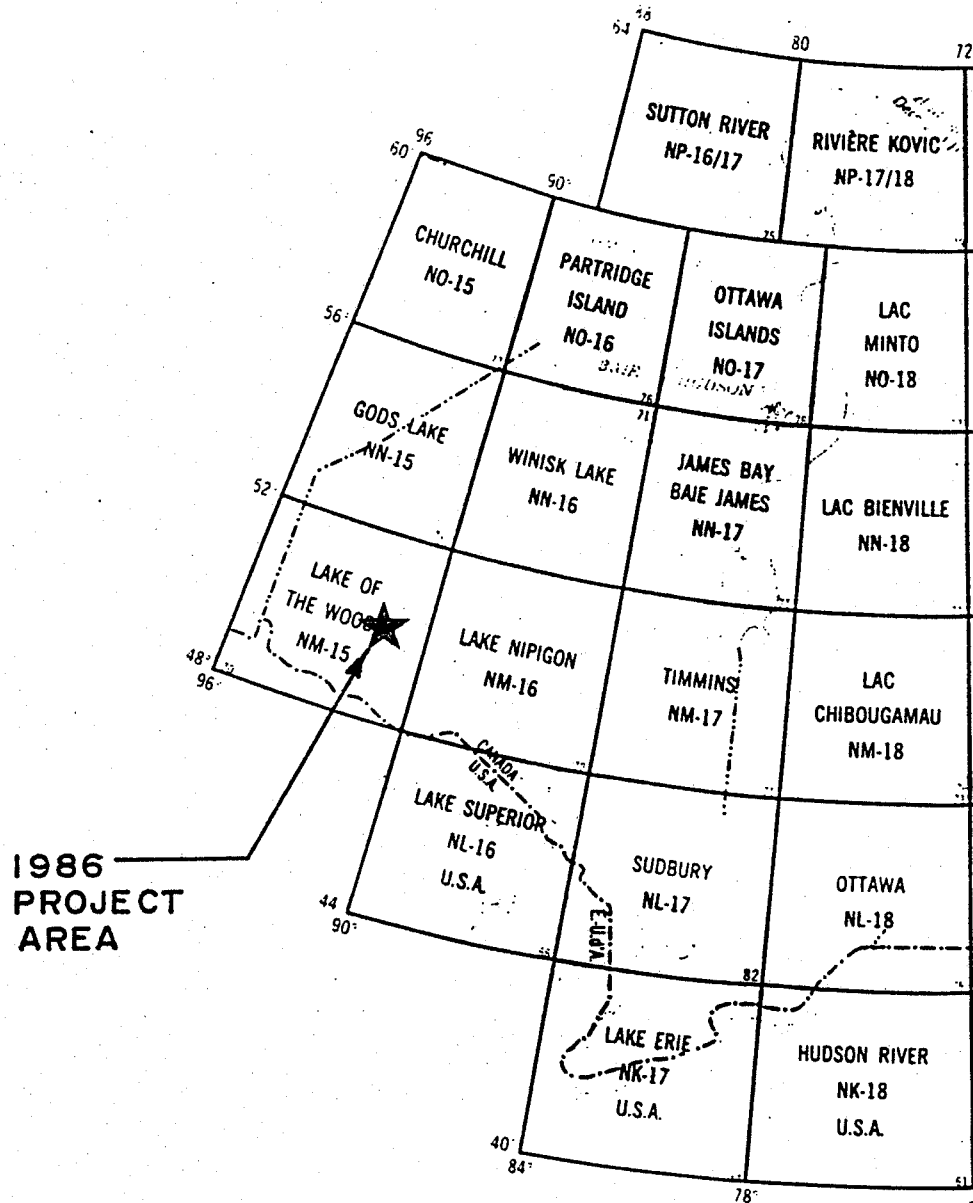 64
88
80
72
SUTTON RIVER
NP-16/17
RIVIÈRE KOVIC
NP-17/18
60
96
90
CHURCHILL
NO-15
PARTRIDGE
ISLAND
NO-16
OTTAWA
ISLANDS
NO-17
LAC
MINTO
NO-18
56
BAIE
HUDSON
GODS LAKE
NN-15
WINISK LAKE
NN-16
JAMES BAY
BAIE JAMES
NN-17
LAC BIENVILLE
NN-18
52
LAKE OF
THE WOODS
NM-15
LAKE NIPIGON
NM-16
TIMMINS
NM-17
LAC
CHIBOUGAMAU
NM-18
48
96
CANADA
U.S.A.
LAKE SUPERIOR
NL-16
U.S.A.
SUDBURY
NL-17
OTTAWA
NL-18
1986
PROJECT
AREA
44
90
É.-U.d'A.
82
LAKE ERIE
NK-17
U.S.A.
HUDSON RIVER
NK-18
U.S.A.
40
84
78